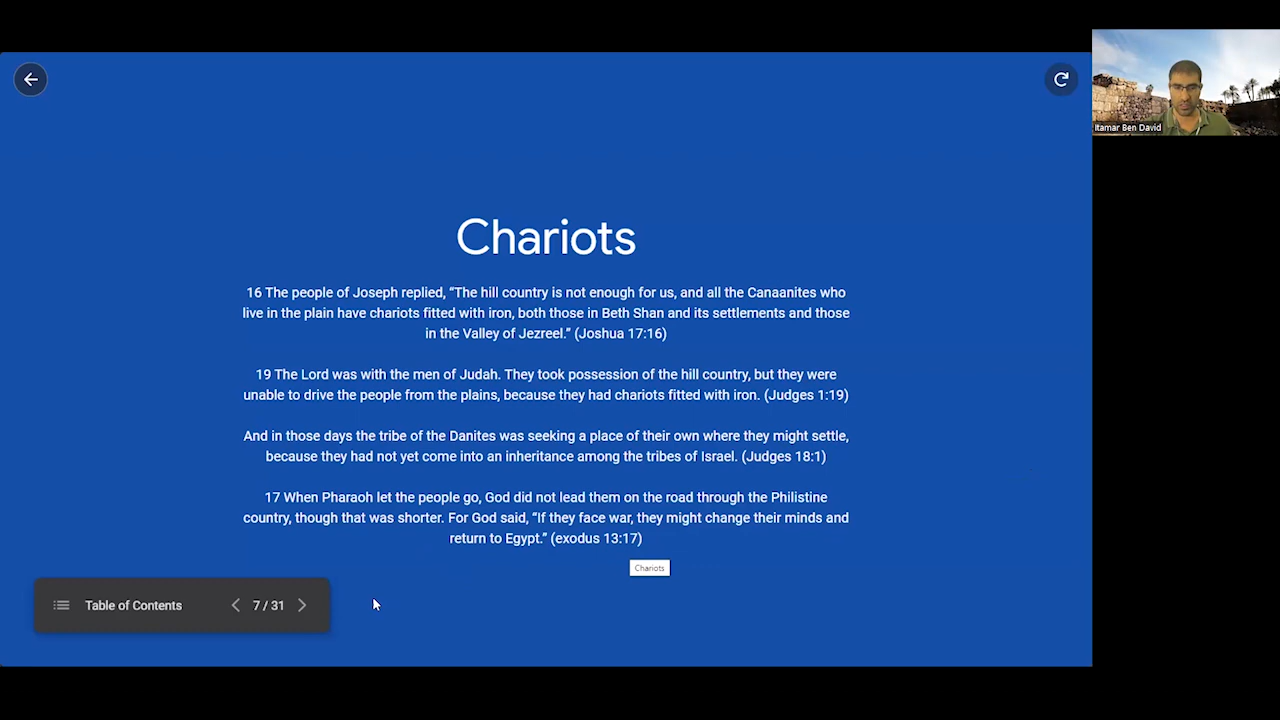 Itamar Ben David
Chariots
16 The people of Joseph replied, “The hill country is not enough for us, and all the Canaanites who
live in the plain have chariots fitted with iron, both those in Beth Shan and its settlements and those
in the Valley of Jezreel.” (Joshua 17:16)
19 The Lord was with the men of Judah. They took possession of the hill country, but they were
unable to drive the people from the plains, because they had chariots fitted with iron. (Judges 1:19)
And in those days the tribe of the Danites was seeking a place of their own where they might settle,
because they had not yet come into an inheritance among the tribes of Israel. (Judges 18:1)
17 When Pharaoh let the people go, God did not lead them on the road through the Philistine
country, though that was shorter. For God said, “If they face war, they might change their minds and
return to Egypt.” (exodus 13:17)
Chariots
Table of Contents 7 / 31